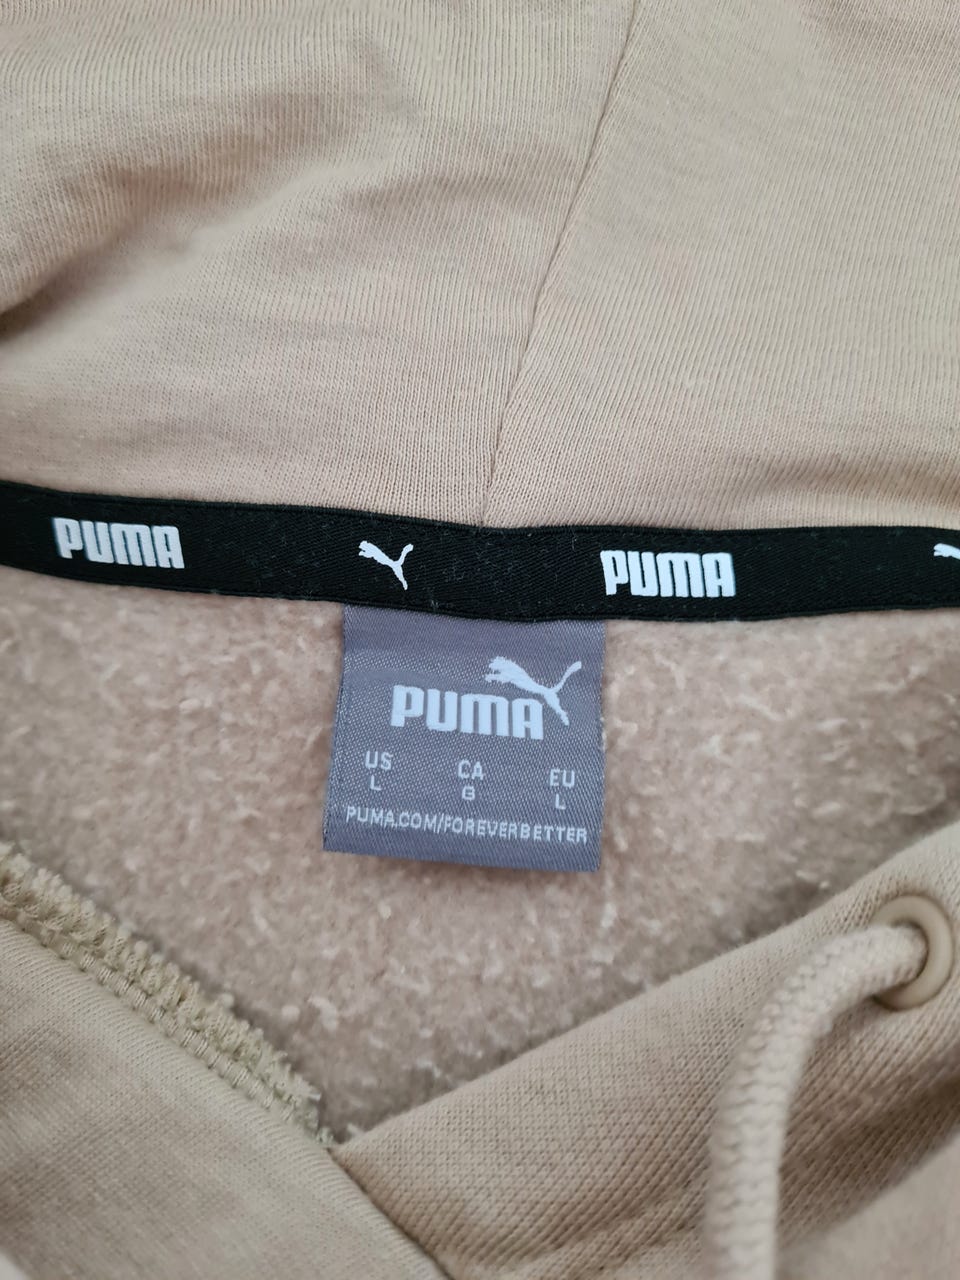 PUMA PUMA
PUMA
US CA EU
L G L
PUMA.COM/FOREVERBETTER